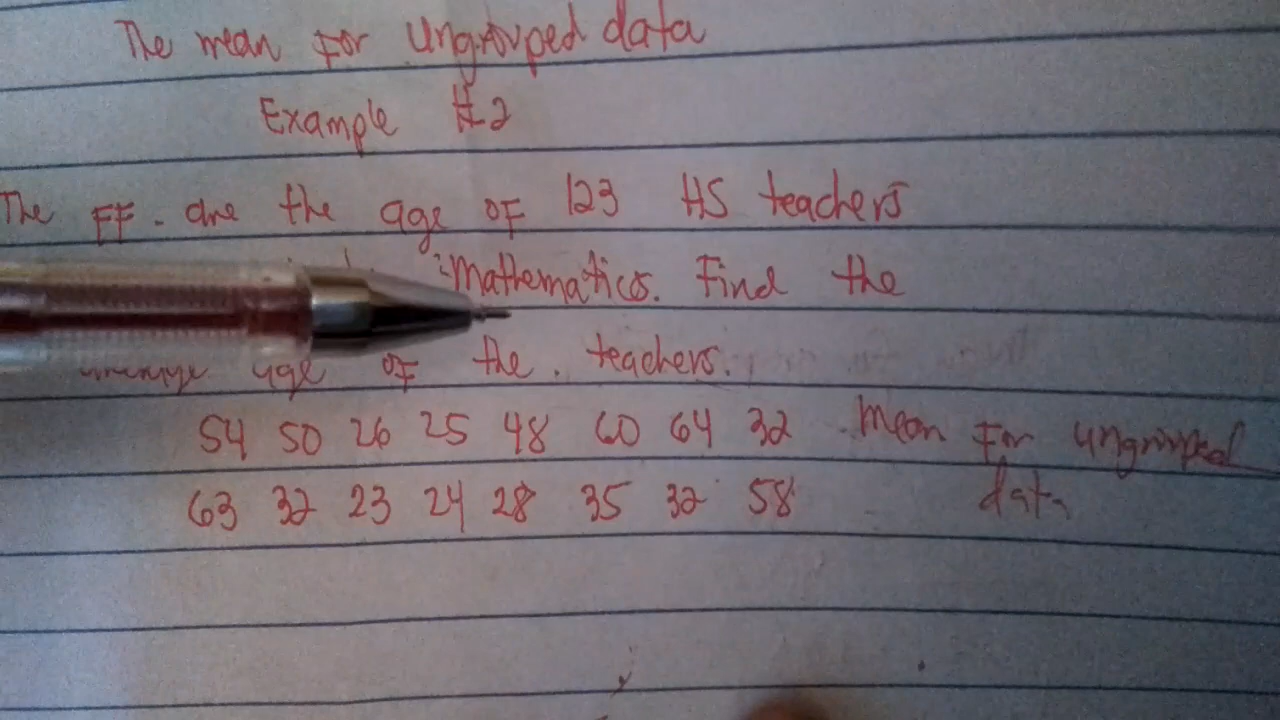 The mean for Ungrouped data
Example #2
The FF. are the age of 123 HS teachers
Mathematics. Find the
average age of the. teachers.
54 50 26 25 48 60 64 32 Mean For ungrouped
63 32 23 24 28 35 32 58 data